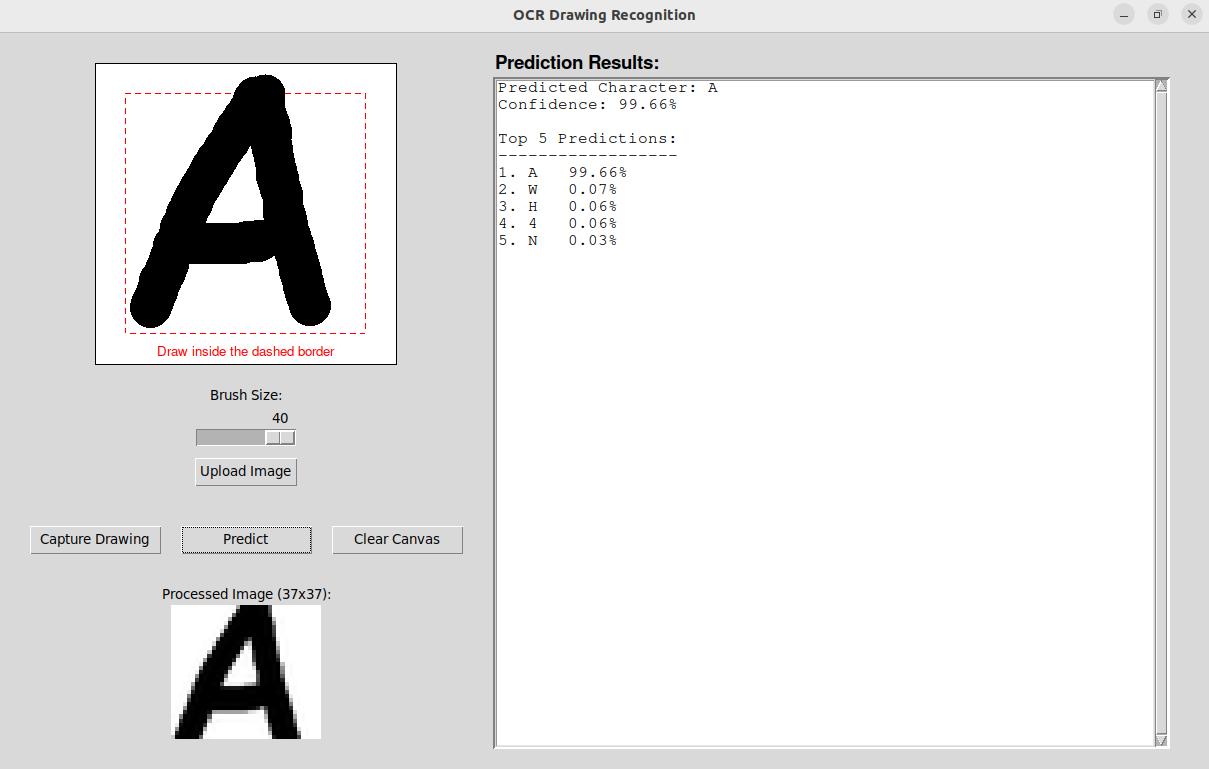 OCR Drawing Recognition
A
Draw inside the dashed border
Brush Size:
40
Upload Image
Capture Drawing Predict Clear Canvas
Processed Image (37x37):
A
Prediction Results:
Predicted Character: A
Confidence: 99.66%
Top 5 Predictions:
------------------
1. A 99.66%
2. W 0.07%
3. H 0.06%
4. 4 0.06%
5. N 0.03%